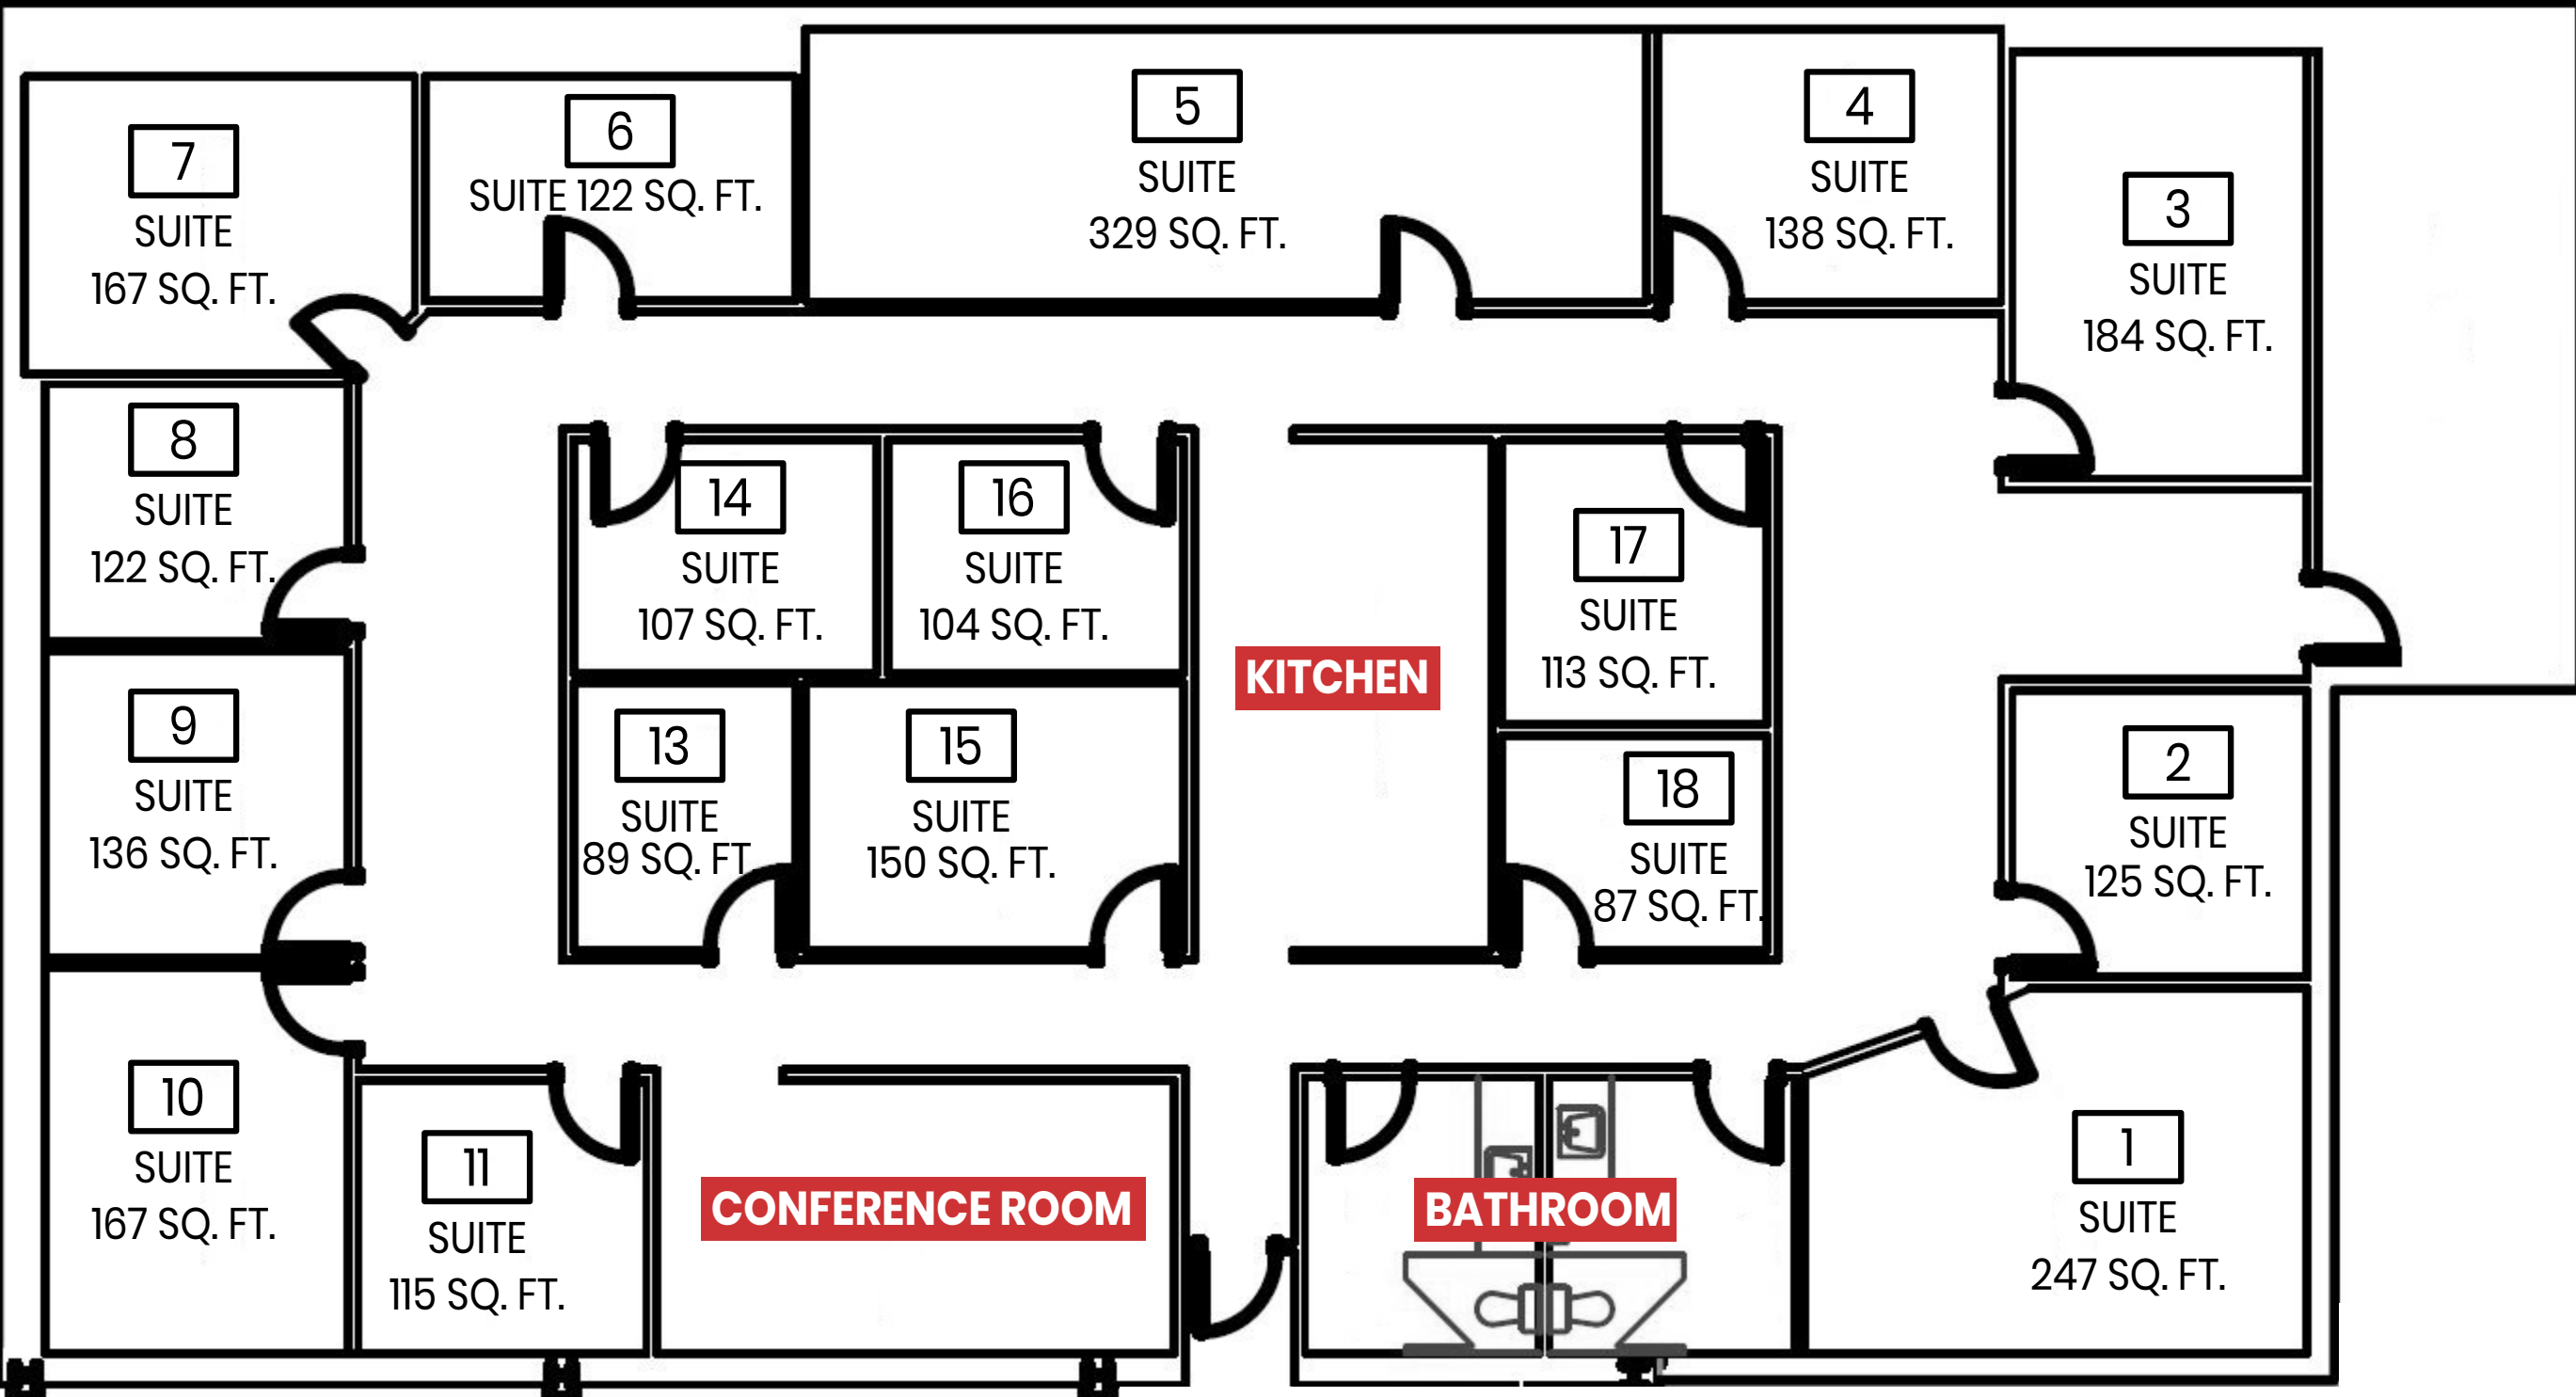 7
SUITE
167 SQ. FT.
6
SUITE 122 SQ. FT.
5
SUITE
329 SQ. FT.
4
SUITE
138 SQ. FT.
3
SUITE
184 SQ. FT.
8
SUITE
122 SQ. FT.
14
SUITE
107 SQ. FT.
16
SUITE
104 SQ. FT.
KITCHEN
17
SUITE
113 SQ. FT.
9
SUITE
136 SQ. FT.
13
SUITE
89 SQ. FT.
15
SUITE
150 SQ. FT.
18
SUITE
87 SQ. FT.
2
SUITE
125 SQ. FT.
10
SUITE
167 SQ. FT.
11
SUITE
115 SQ. FT.
CONFERENCE ROOM
BATHROOM
1
SUITE
247 SQ. FT.